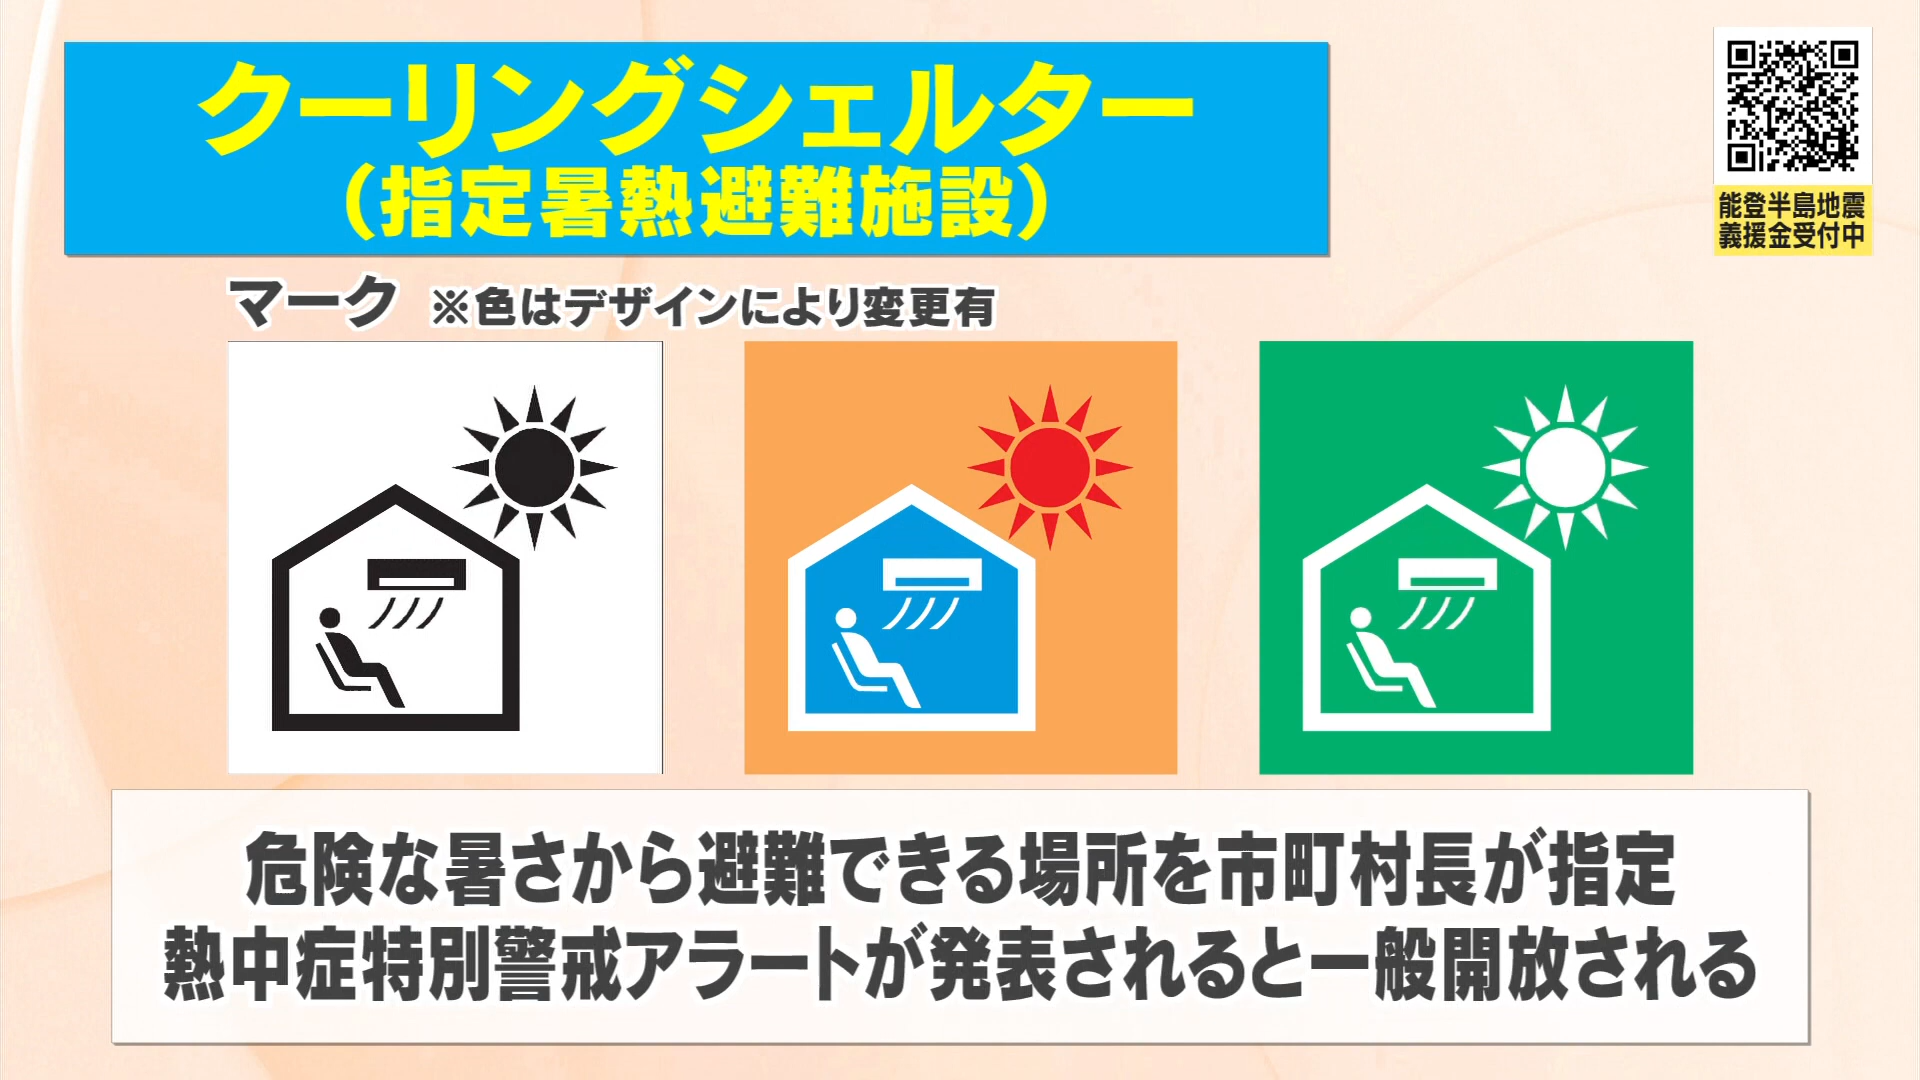 クーリングシェルター
（指定暑熱避難施設）
能登半島地震
義援金受付中
マーク ※色はデザインにより変更有
危険な暑さから避難できる場所を市町村長が指定
熱中症特別警戒アラートが発表されると一般開放される